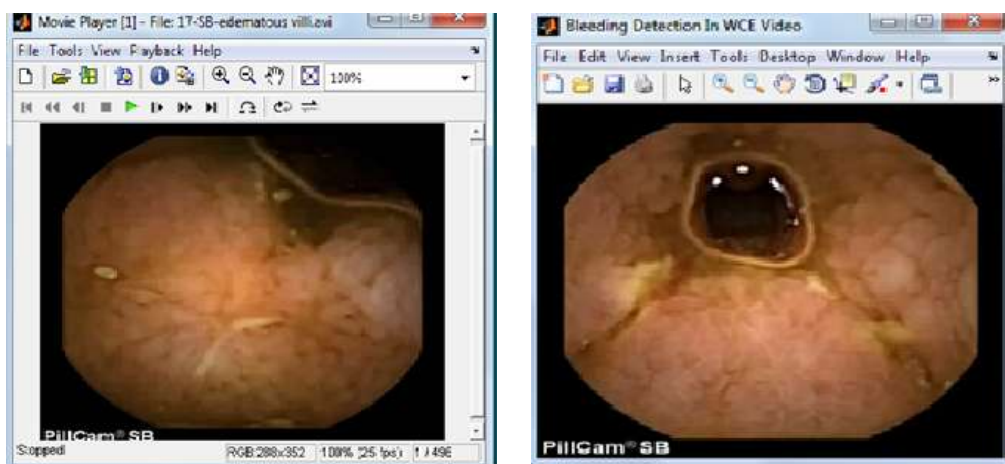 Movie Player [1] - File: 17-SB-edematous villi.avi
File Tools View Playback Help
100%
PillCam® SB
Stopped
RGB:288x352 100% (25 fps) 1 / 496
Bleeding Detection In WCE Video
File Edit View Insert Tools Desktop Window Help
PillCam® SB